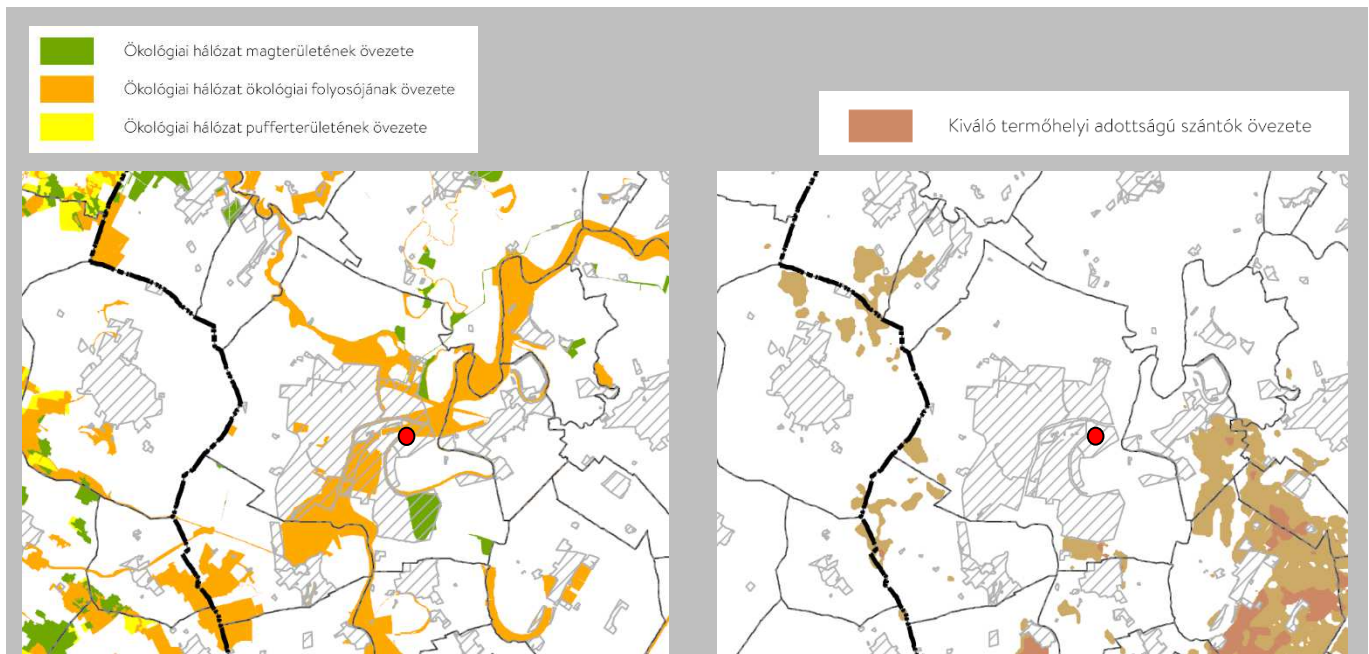 Ökológiai hálózat magterületének övezete
Ökológiai hálózat ökológiai folyosójának övezete
Ökológiai hálózat pufferterületének övezete
Kiváló termőhelyi adottságú szántók övezete